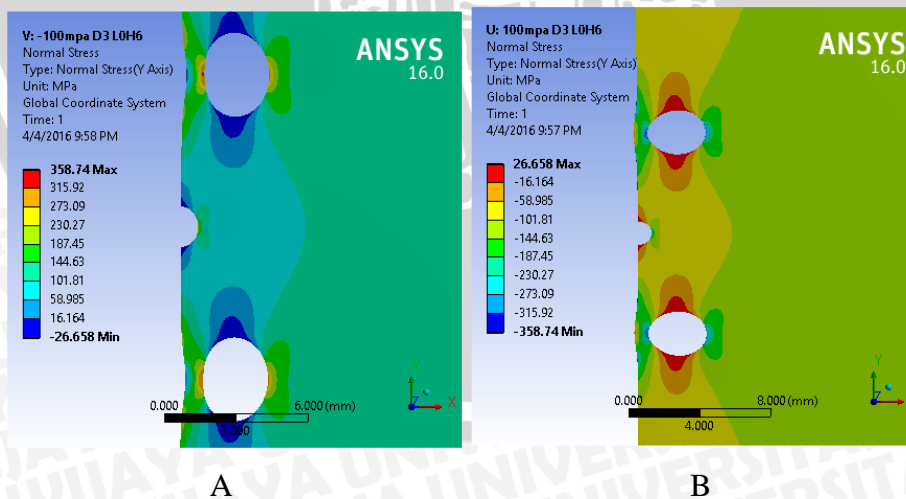 V: -100mpa D3 L0H6
Normal Stress
Type: Normal Stress(Y Axis)
Unit: MPa
Global Coordinate System
Time: 1
4/4/2016 9:58 PM
358.74 Max
315.92
273.09
230.27
187.45
144.63
101.81
58.985
16.164
-26.658 Min
ANSYS
16.0
Y
X
Z
0.000
6.000 (mm)
3.000
A
U: 100mpa D3 L0H6
Normal Stress
Type: Normal Stress(Y Axis)
Unit: MPa
Global Coordinate System
Time: 1
4/4/2016 9:57 PM
26.658 Max
-16.164
-58.985
-101.81
-144.63
-187.45
-230.27
-273.09
-315.92
-358.74 Min
ANSYS
16.0
Y
X
Z
0.000
8.000 (mm)
4.000
B